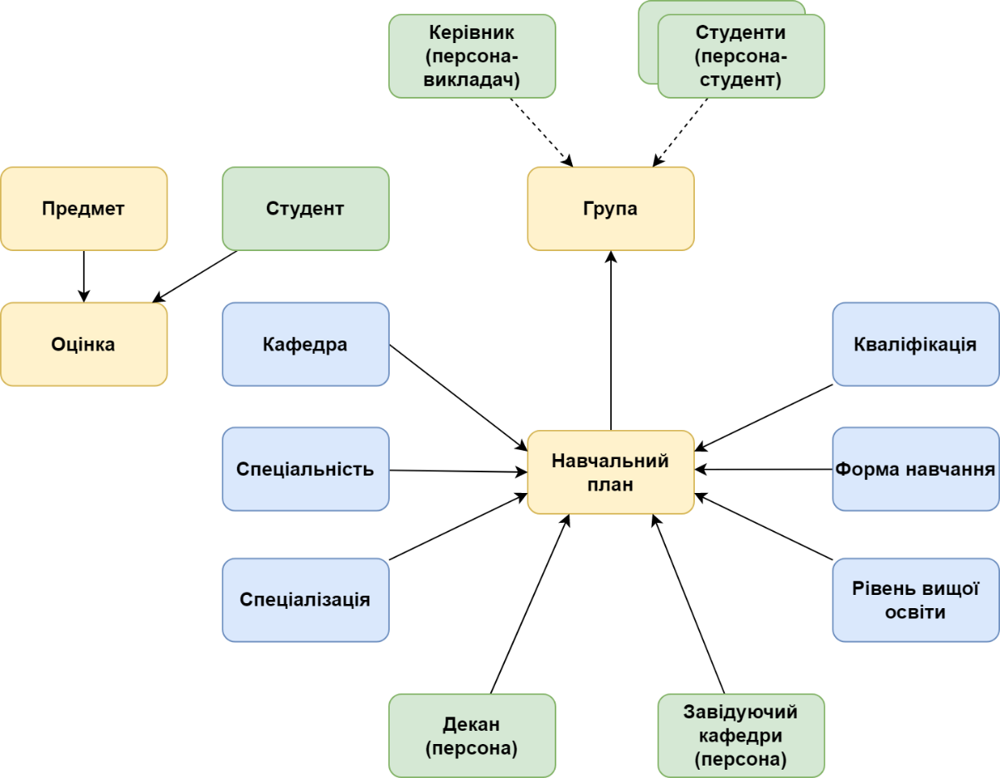 Керівник
(персона-
викладач)
Студенти
(персона-
студент)
Предмет
Студент
Група
Оцінка
Кафедра
Кваліфікація
Спеціальність
Навчальний
план
Форма навчання
Спеціалізація
Рівень вищої
освіти
Декан
(персона)
Завідуючий
кафедри
(персона)